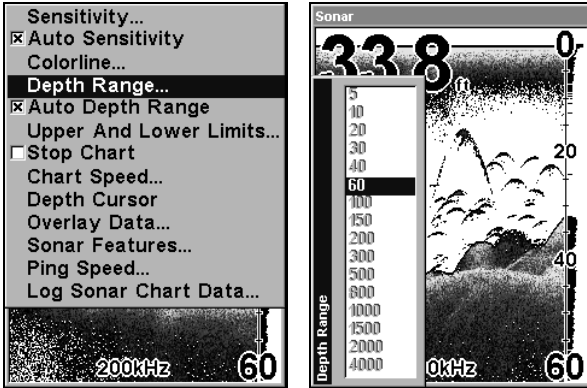 Sensitivity...
Auto Sensitivity
Colorline...
Depth Range...
Auto Depth Range
Upper And Lower Limits...
Stop Chart
Chart Speed...
Depth Cursor
Overlay Data...
Sonar Features...
Ping Speed...
Log Sonar Chart Data...
200kHz
60
Sonar
33.8 ft
0
20
40
Depth Range
5
10
20
30
40
60
100
150
200
300
500
800
1000
1500
2000
4000
0kHz
60